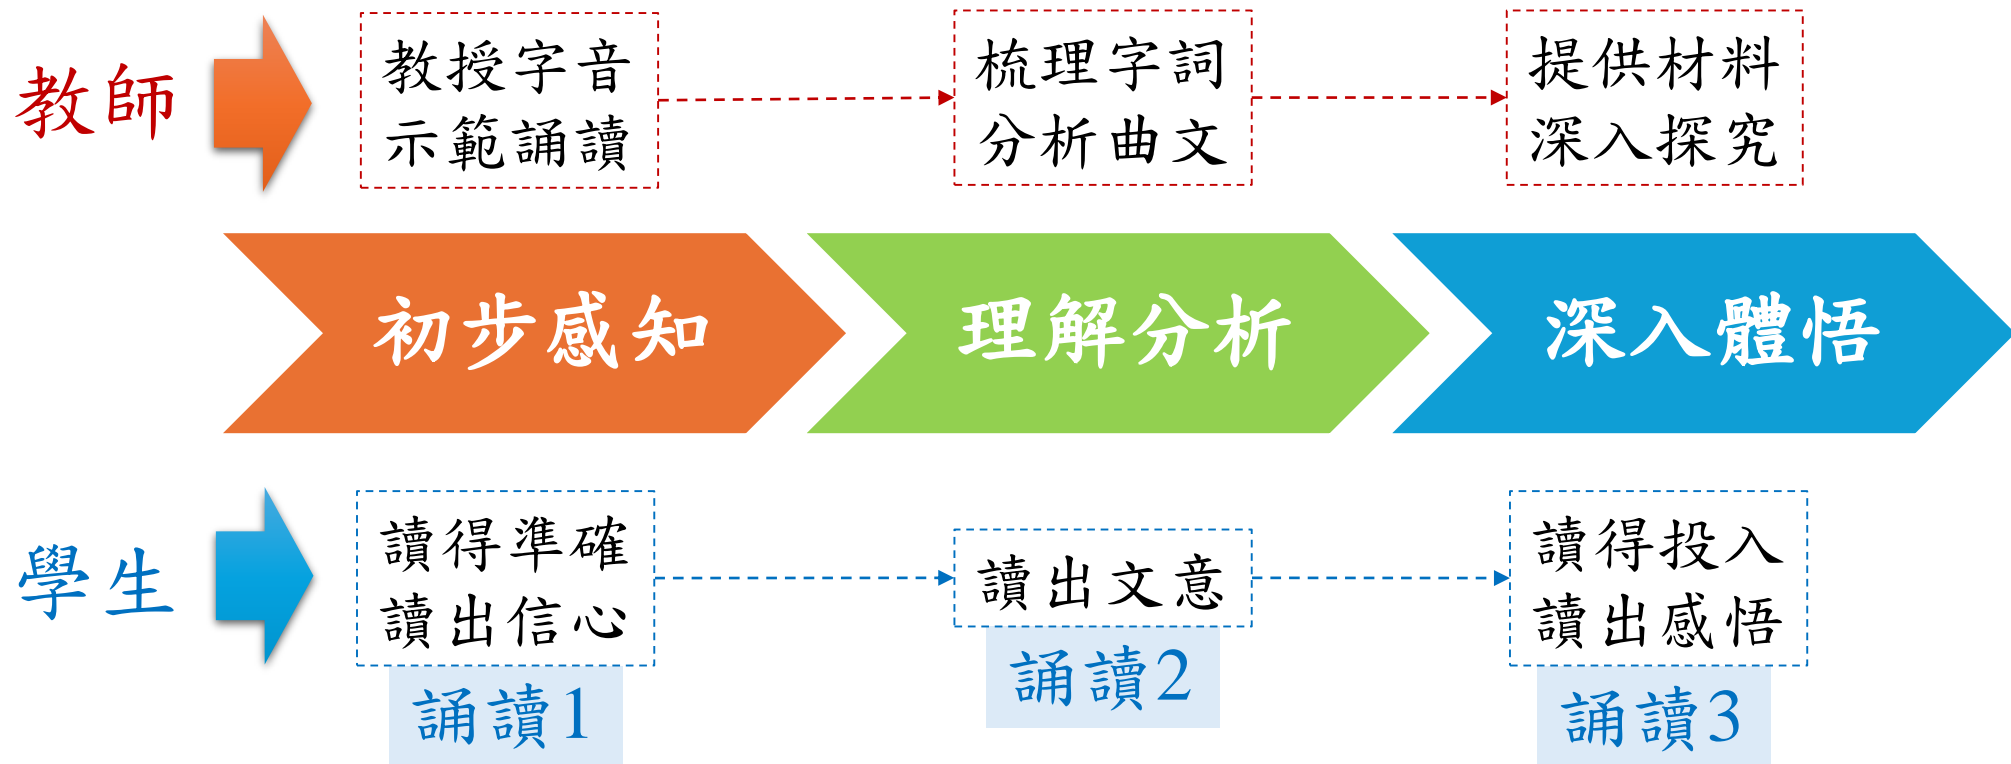 教師
教授字音
示範誦讀
梳理字詞
分析曲文
提供材料
深入探究
初步感知
理解分析
深入體悟
學生
讀得準確
讀出信心
誦讀1
讀出文意
誦讀2
讀得投入
讀出感悟
誦讀3